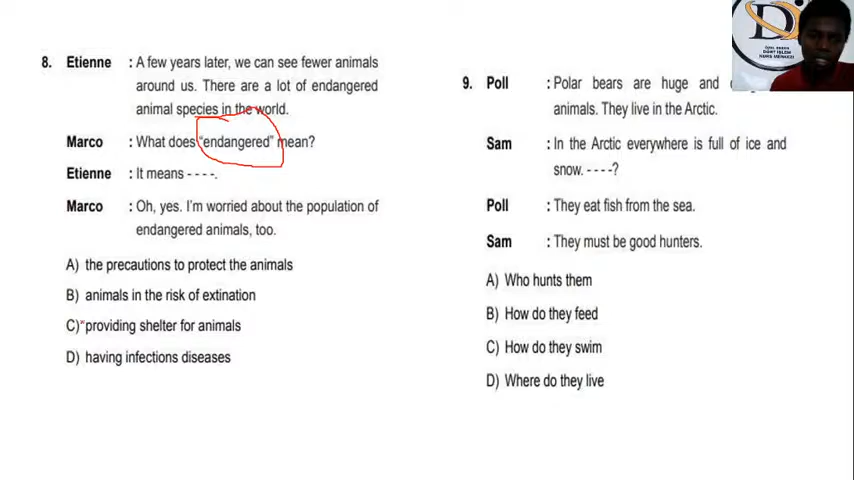 8. Etienne : A few years later, we can see fewer animals
around us. There are a lot of endangered
animal species in the world.
Marco : What does “endangered” mean?
Etienne : It means - - - -.
Marco : Oh, yes. I'm worried about the population of
endangered animals, too.
A) the precautions to protect the animals
B) animals in the risk of extination
C) providing shelter for animals
D) having infections diseases
9. Poll : Polar bears are huge and
animals. They live in the Arctic.
Sam : In the Arctic everywhere is full of ice and
snow. - - - -?
Poll : They eat fish from the sea.
Sam : They must be good hunters.
A) Who hunts them
B) How do they feed
C) How do they swim
D) Where do they live